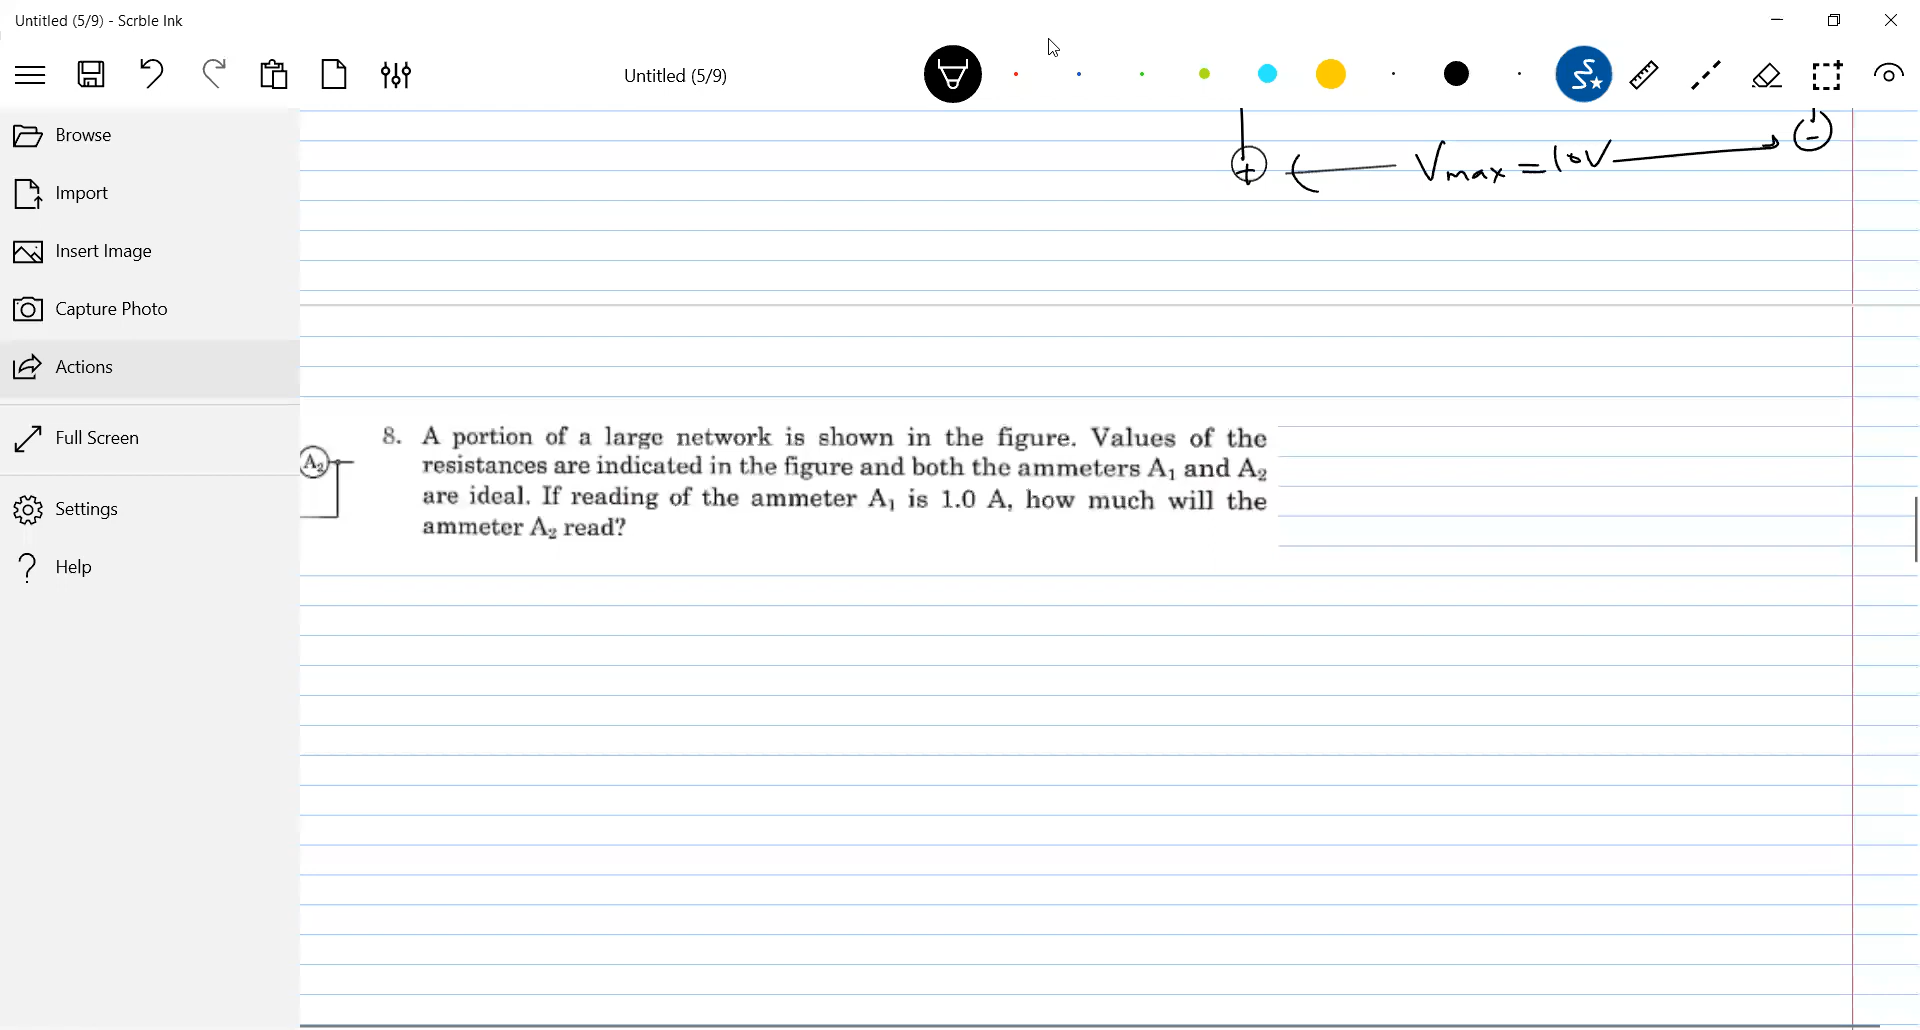 Untitled (5/9) - Scrble Ink
Untitled (5/9)
Browse
Import
Insert Image
Capture Photo
Actions
Full Screen
Settings
Help
+ Vmax = 10V -
A₂
8. A portion of a large network is shown in the figure. Values of the
resistances are indicated in the figure and both the ammeters A₁ and A₂
are ideal. If reading of the ammeter A₁ is 1.0 A, how much will the
ammeter A₂ read?